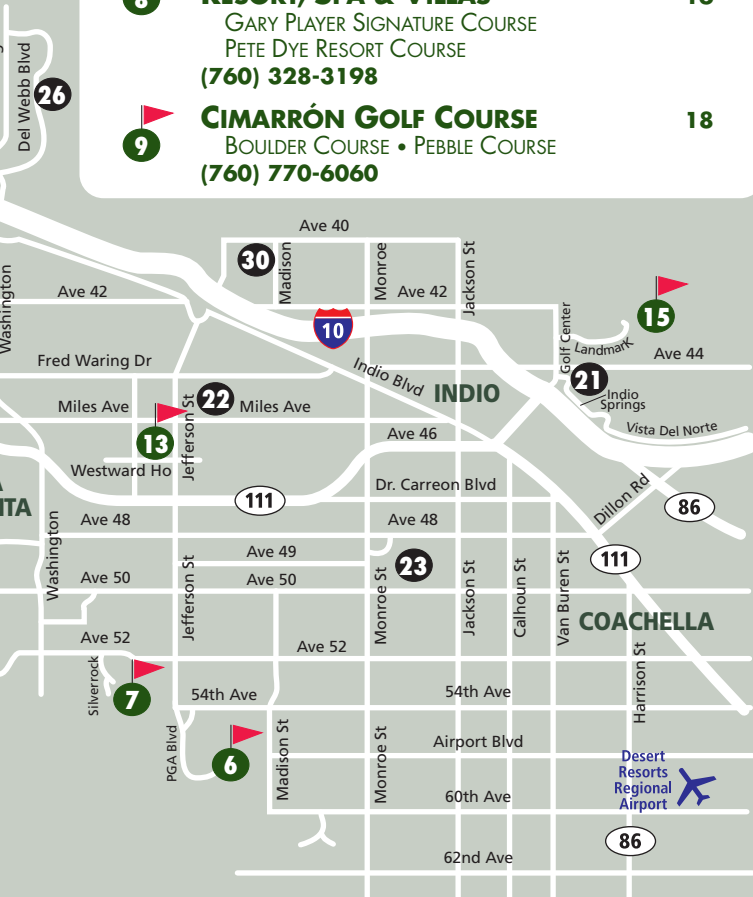 8
RESORT, SPA & VILLAS
18
GARY PLAYER SIGNATURE COURSE
PETE DYE RESORT COURSE
(760) 328-3198
9
CIMARRÓN GOLF COURSE
18
BOULDER COURSE • PEBBLE COURSE
(760) 770-6060
Del Webb Blvd
26
Ave 40
30
Madison
Monroe
Jackson St
Washington
Ave 42
Ave 42
15
10
Golf Center
Landmark
Ave 44
Fred Waring Dr
Indio Blvd
INDIO
21
Indio
Springs
22
Miles Ave
Miles Ave
Jefferson St
13
Ave 46
Vista Del Norte
Westward Ho
111
Dr. Carreon Blvd
Dillon Rd
86
Ave 48
Ave 48
Washington
Ave 49
23
111
Ave 50
Ave 50
Jefferson St
Monroe St
Jackson St
Calhoun St
Van Buren St
COACHELLA
Ave 52
Ave 52
Silverrock
7
54th Ave
54th Ave
Harrison St
PGA Blvd
6
Madison St
Monroe St
Airport Blvd
Desert
Resorts
Regional
Airport
60th Ave
86
62nd Ave